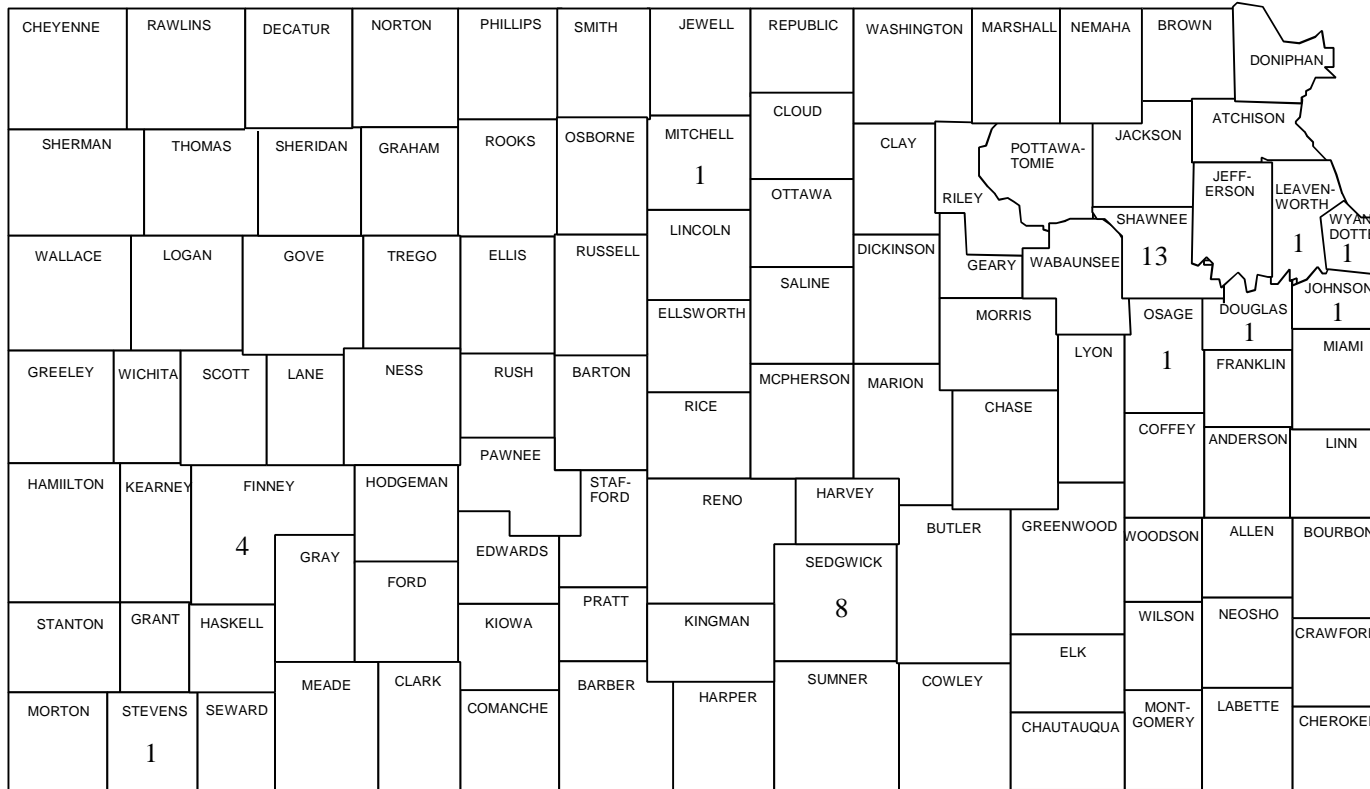 CHEYENNE
RAWLINS
DECATUR
NORTON
PHILLIPS
SMITH
JEWELL
REPUBLIC
WASHINGTON
MARSHALL
NEMAHA
BROWN
DONIPHAN
SHERMAN
THOMAS
SHERIDAN
GRAHAM
ROOKS
OSBORNE
MITCHELL
1
CLOUD
CLAY
RILEY
POTTAWA-
TOMIE
JACKSON
ATCHISON
JEFF-
ERSON
LEAVEN-
WORTH
1
WYAN
DOTTE
1
OTTAWA
LINCOLN
WALLACE
LOGAN
GOVE
TREGO
ELLIS
RUSSELL
SALINE
DICKINSON
GEARY
WABAUNSEE
SHAWNEE
13
DOUGLAS
1
JOHNSON
1
ELLSWORTH
MORRIS
OSAGE
1
LYON
MIAMI
FRANKLIN
GREELEY
WICHITA
SCOTT
LANE
NESS
RUSH
BARTON
RICE
MCPHERSON
MARION
CHASE
COFFEY
ANDERSON
LINN
HAMIILTON
KEARNEY
FINNEY
4
HODGEMAN
PAWNEE
STAF-
FORD
RENO
HARVEY
BUTLER
GREENWOOD
WOODSON
ALLEN
BOURBON
GRAY
FORD
EDWARDS
PRATT
SEDGWICK
8
STANTON
GRANT
HASKELL
KIOWA
KINGMAN
ELK
WILSON
NEOSHO
CRAWFORD
MORTON
STEVENS
1
SEWARD
MEADE
CLARK
COMANCHE
BARBER
HARPER
SUMNER
COWLEY
CHAUTAUQUA
MONT-
GOMERY
LABETTE
CHEROKEE